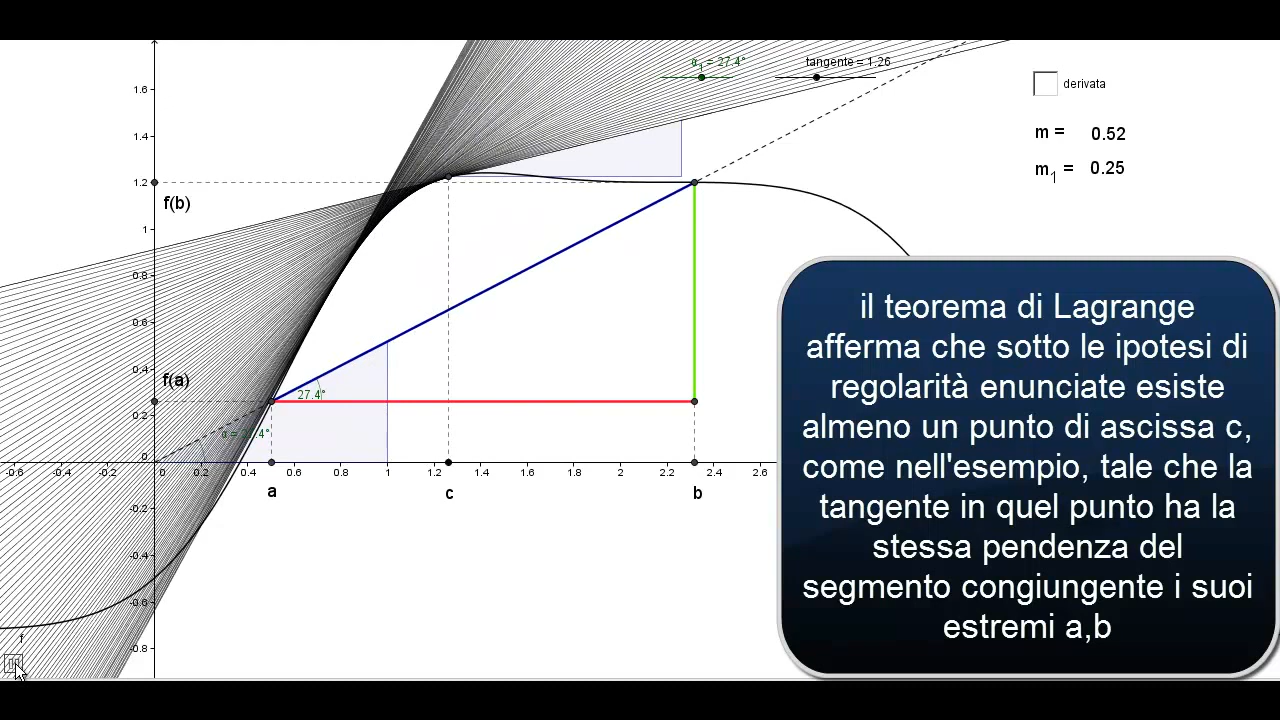 α₁ = 27.4°
tangente = 1.26
derivata
m = 0.52
m₁ = 0.25
1.6
1.4
1.2
f(b)
1
0.8
0.6
0.4
f(a)
27.4°
0.2
0
-0.6 -0.4 -0.2 0 0.2 0.4 0.6 0.8 1 1.2 1.4 1.6 1.8 2 2.2 2.4 2.6
a c b
-0.2
-0.4
-0.6
f
-0.8
il teorema di Lagrange
afferma che sotto le ipotesi di
regolarità enunciate esiste
almeno un punto di ascissa c,
come nell'esempio, tale che la
tangente in quel punto ha la
stessa pendenza del
segmento congiungente i suoi
estremi a,b